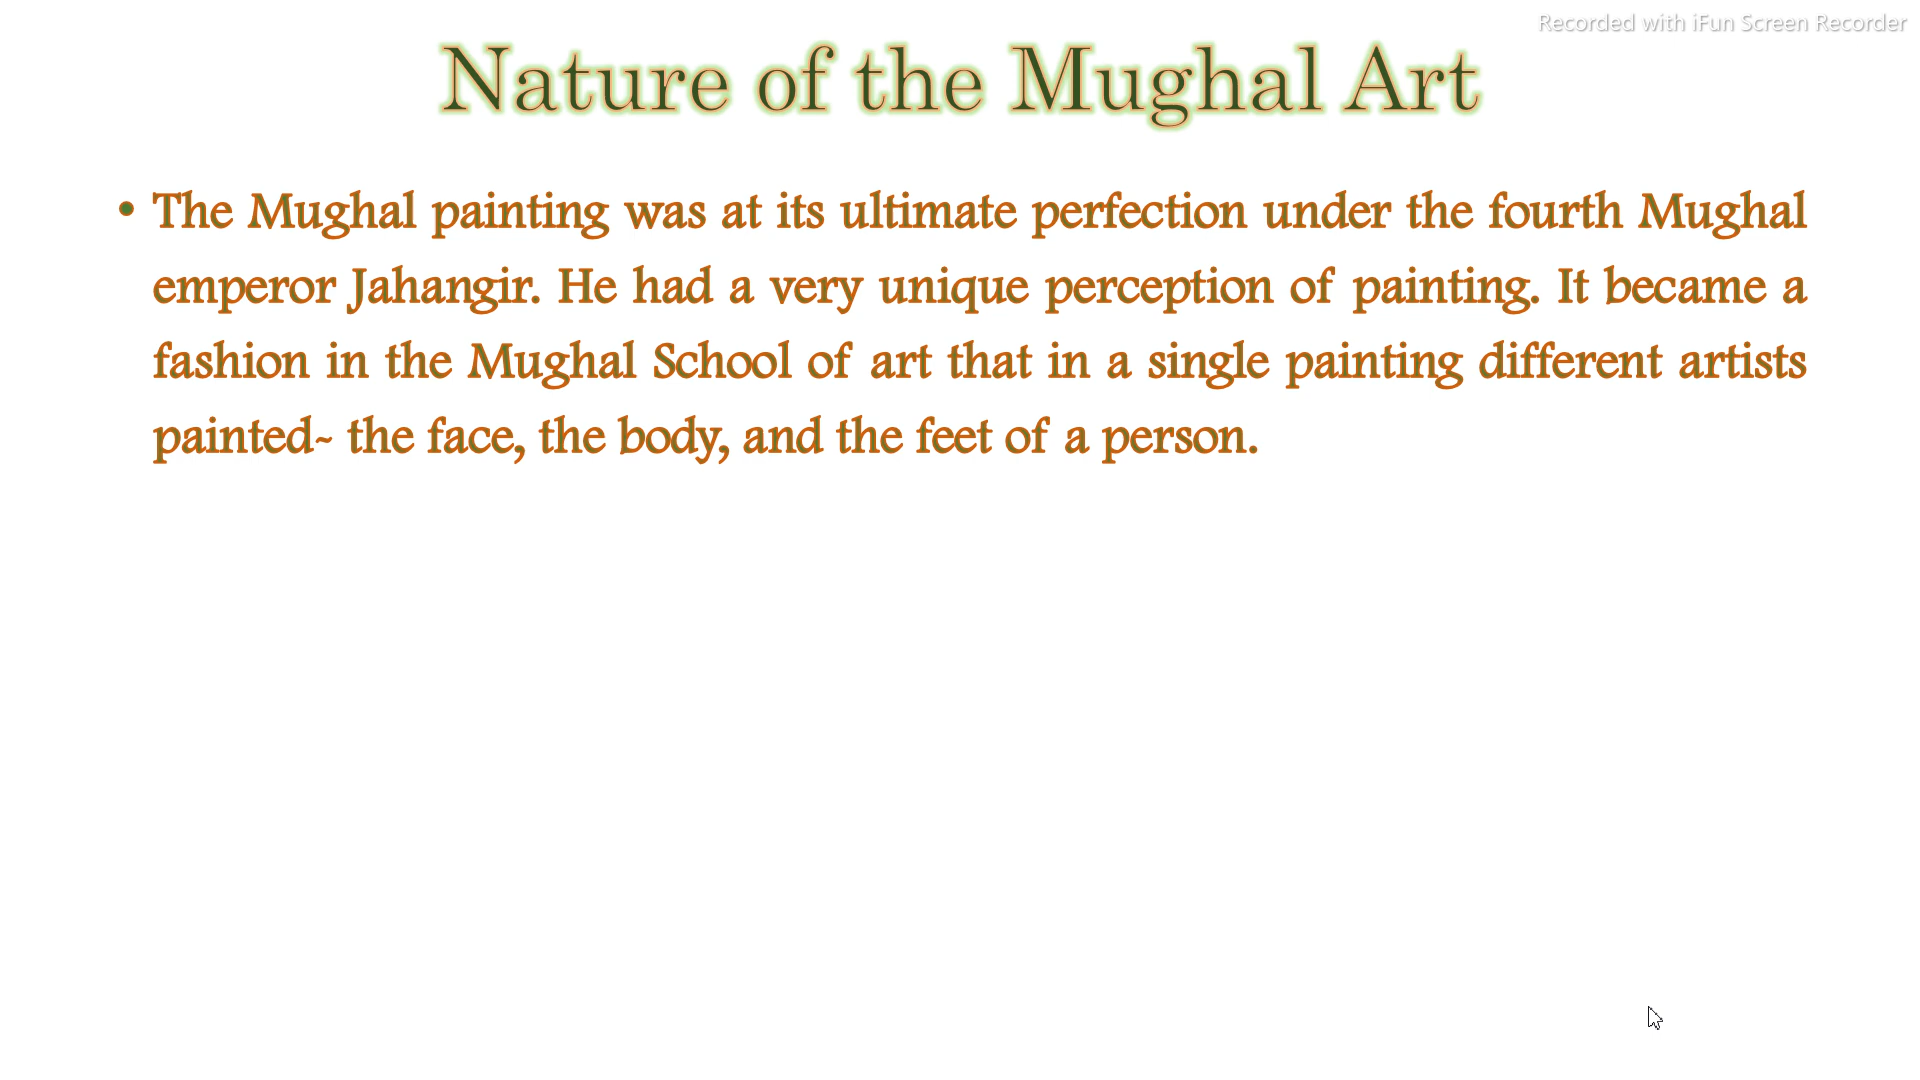 Recorded with iFun Screen Recorder
Nature of the Mughal Art
• The Mughal painting was at its ultimate perfection under the fourth Mughal
emperor Jahangir. He had a very unique perception of painting. It became a
fashion in the Mughal School of art that in a single painting different artists
painted~ the face, the body, and the feet of a person.